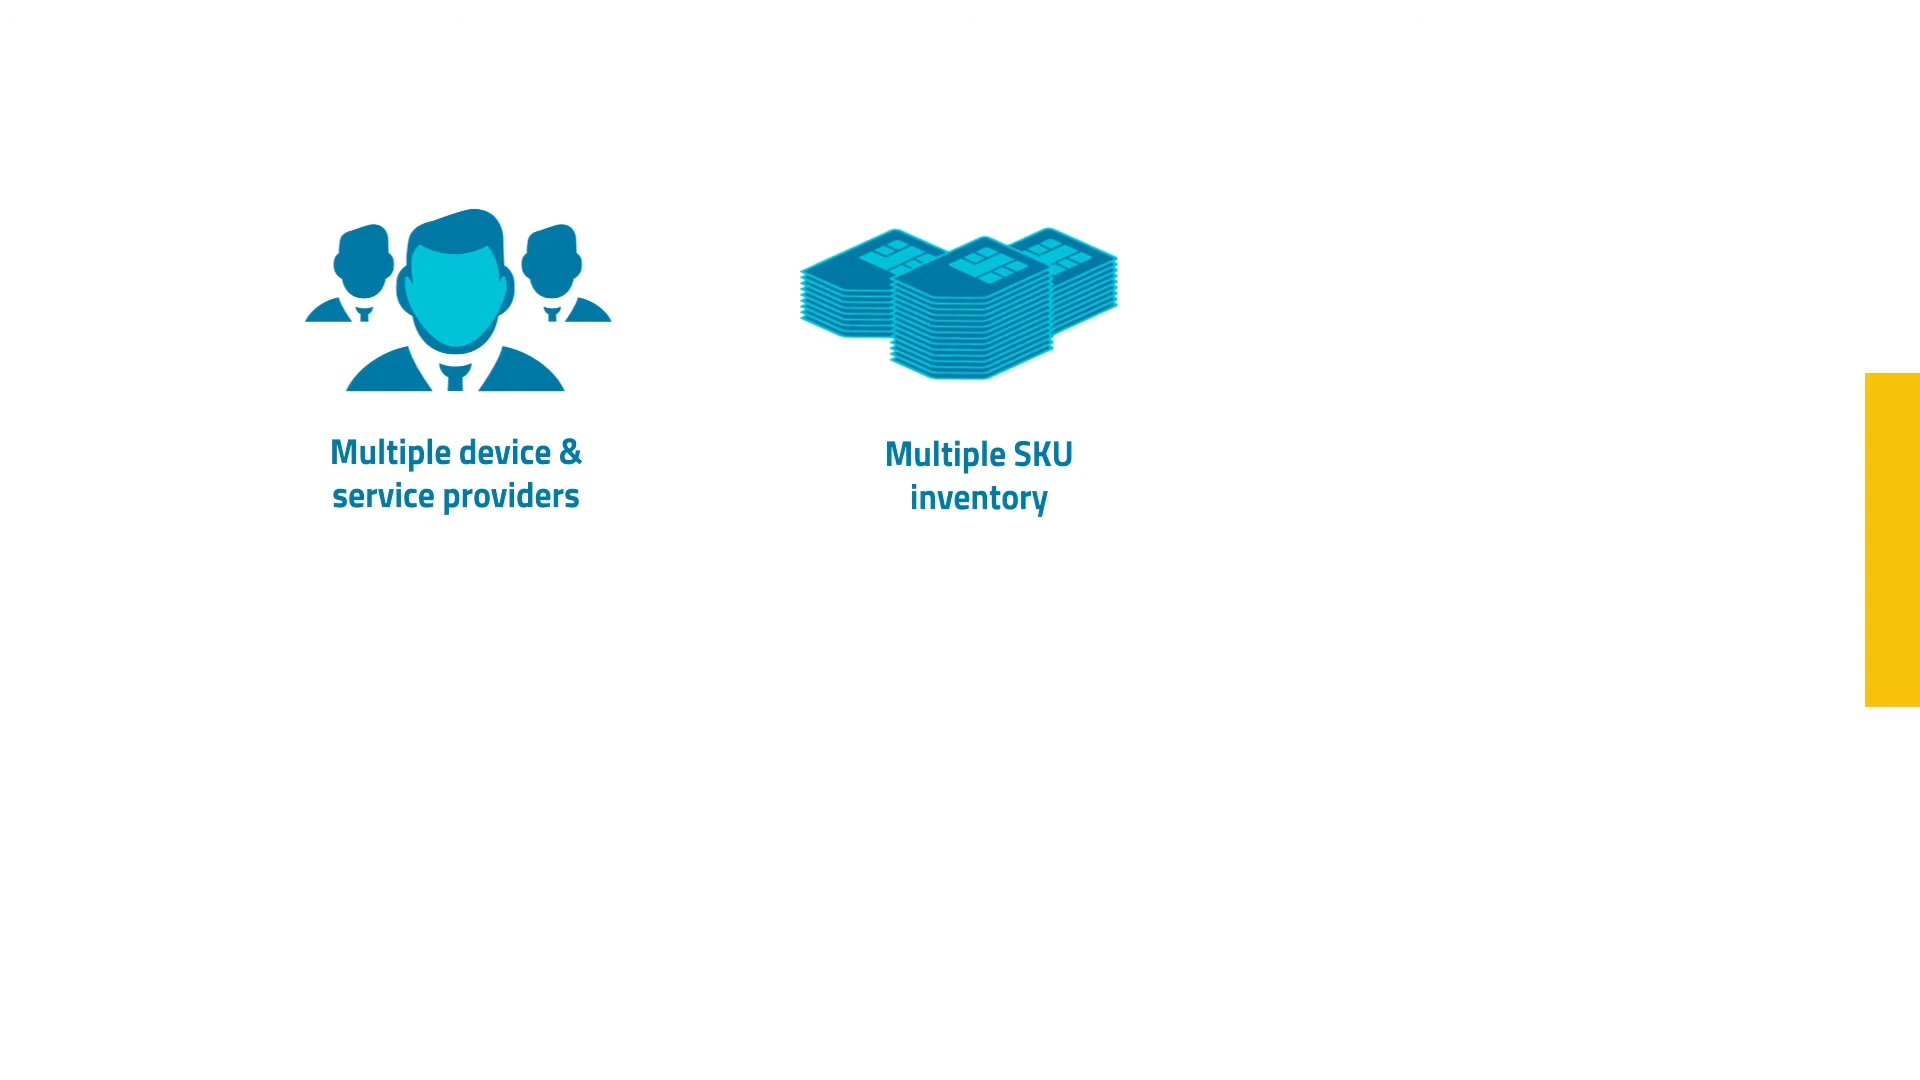 Multiple device &
service providers
Multiple SKU
inventory